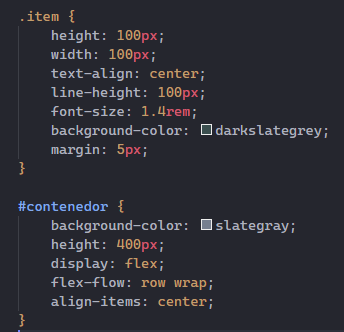 .item {
height: 100px;
width: 100px;
text-align: center;
line-height: 100px;
font-size: 1.4rem;
background-color: darkslategrey;
margin: 5px;
}
#contenedor {
background-color: slategray;
height: 400px;
display: flex;
flex-flow: row wrap;
align-items: center;
}